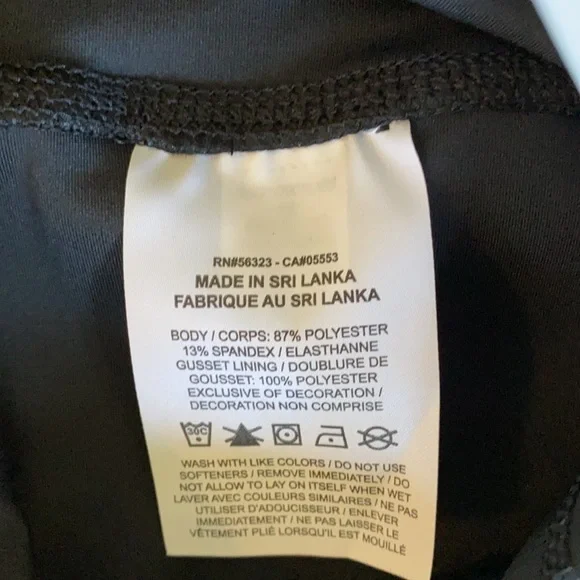 RN#56323 - CA#05553
MADE IN SRI LANKA
FABRIQUE AU SRI LANKA
BODY / CORPS: 87% POLYESTER
13% SPANDEX / ELASTHANNE
GUSSET LINING / DOUBLURE DE
GOUSSET: 100% POLYESTER
EXCLUSIVE OF DECORATION /
DECORATION NON COMPRISE
30C
WASH WITH LIKE COLORS / DO NOT USE
SOFTENERS / REMOVE IMMEDIATELY / DO
NOT ALLOW TO LAY ON ITSELF WHEN WET
LAVER AVEC COULEURS SIMILAIRES / NE PAS
UTILISER D'ADOUCISSEUR / ENLEVER
IMMEDIATEMENT / NE PAS LAISSER LE
VÊTEMENT PLIÉ LORSQU'IL EST MOUILLÉ